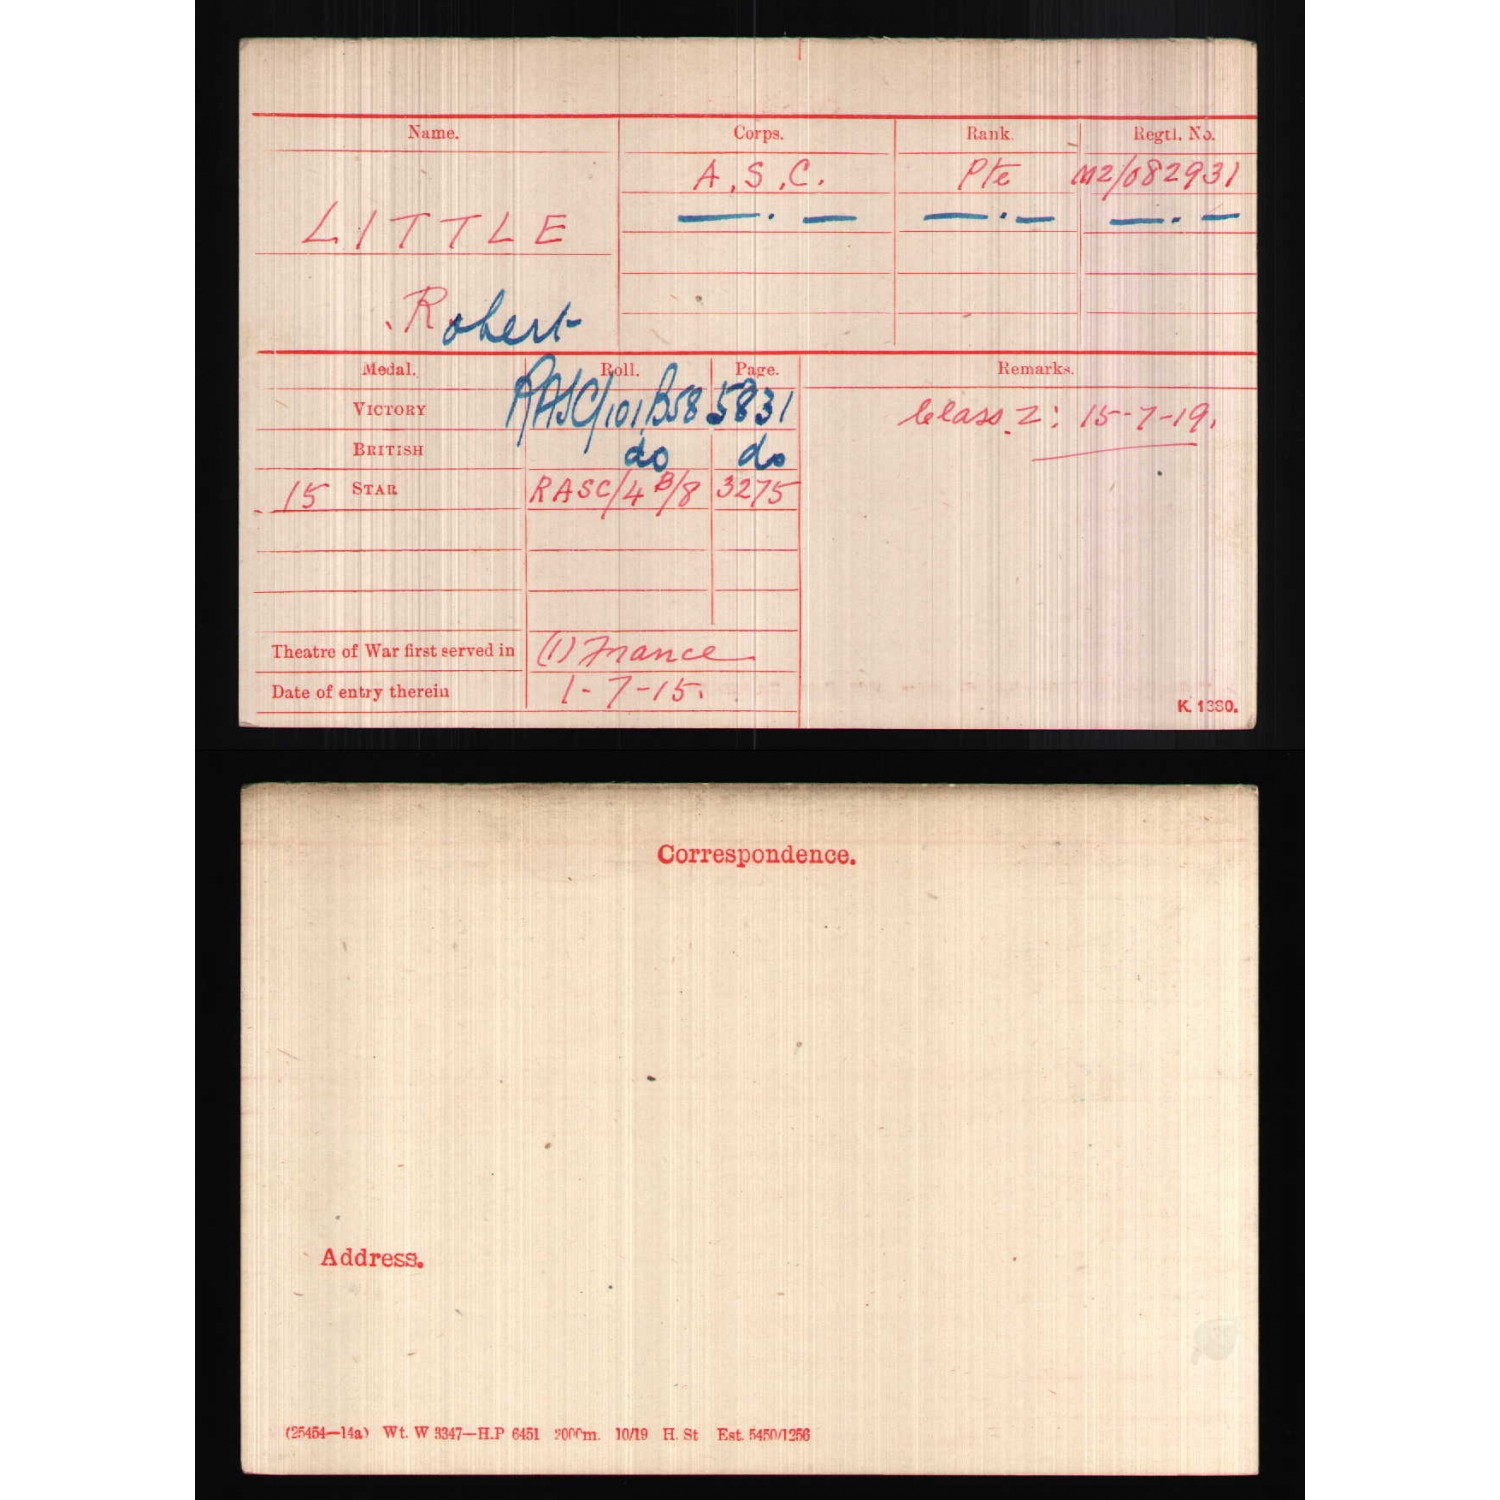 Name. Corps. Rank. Regtl. No.
A.S.C. Pte M2/082931
LITTLE —.— —.— —.—
Robert
Medal. Roll. Page. Remarks.
VICTORY RASC/101B58 5831 Class Z: 15-7-19.
BRITISH do do
15 STAR RASC/4B/8 3275
Theatre of War first served in (1) France
Date of entry therein 1-7-15.
K. 1380.
Correspondence.
Address.
(25454—14a) Wt. W 3347—H.P 6451 2000m. 10/19 H. St Est. 5450/1256